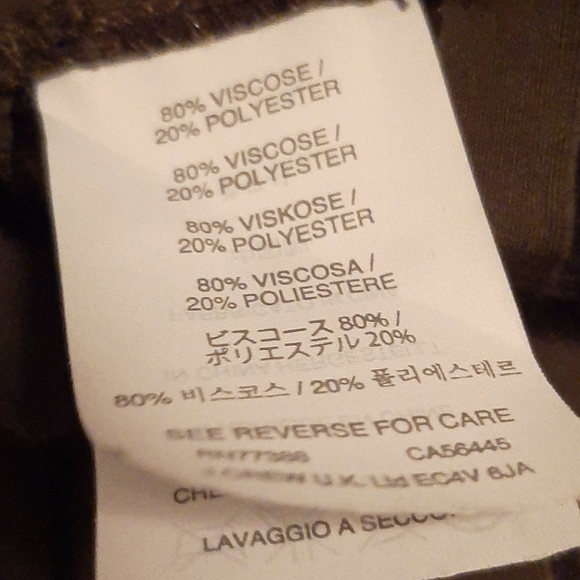 80% VISCOSE /
20% POLYESTER
80% VISCOSE /
20% POLYESTER
80% VISKOSE /
20% POLYESTER
80% VISCOSA /
20% POLIESTERE
ビスコース 80% /
ポリエステル 20%
80% 비스코스 / 20% 폴리에스테르
SEE REVERSE FOR CARE
RN77388 CA56445
U.K. Ltd EC4V 6JA
LAVAGGIO A